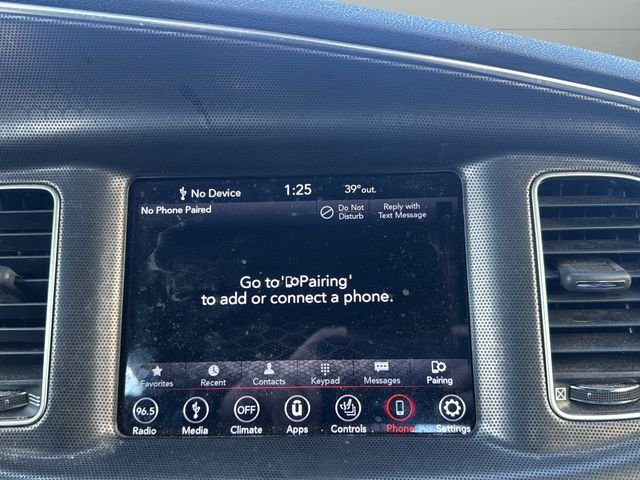 No Device 1:25 39° out.
No Phone Paired
Do Not
Disturb
Reply with
Text Message
Go to 'Pairing'
to add or connect a phone.
Favorites Recent Contacts Keypad Messages Pairing
96.5 OFF
Radio Media Climate Apps Controls Phone Settings